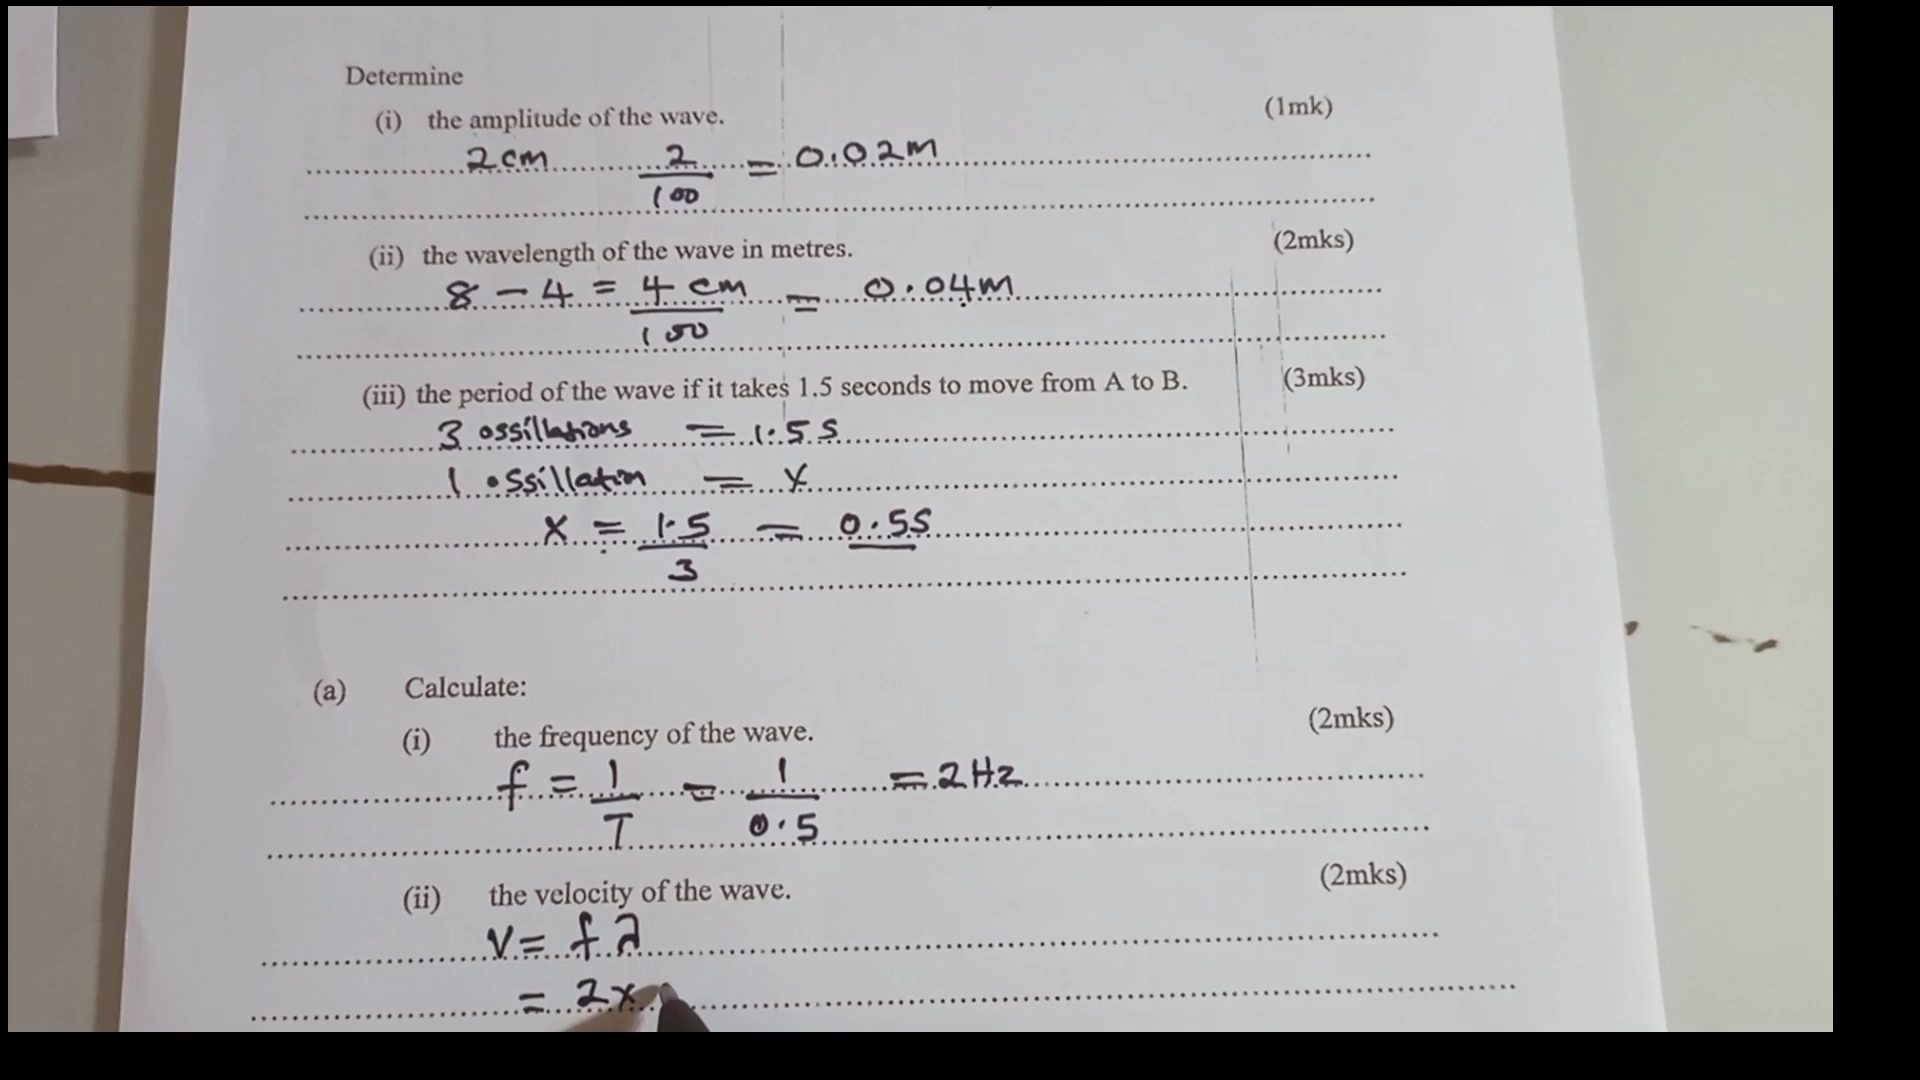 Determine
(i) the amplitude of the wave. (1mk)
2cm 2/100 = 0.02m
(ii) the wavelength of the wave in metres. (2mks)
8 - 4 = 4 cm/100 = 0.04m
(iii) the period of the wave if it takes 1.5 seconds to move from A to B. (3mks)
3 ossillations = 1.5 s
1 ossillation = x
x = 1.5/3 = 0.5s
(a) Calculate:
(i) the frequency of the wave. (2mks)
f = 1/T = 1/0.5 = 2Hz
(ii) the velocity of the wave. (2mks)
V = fλ
= 2x